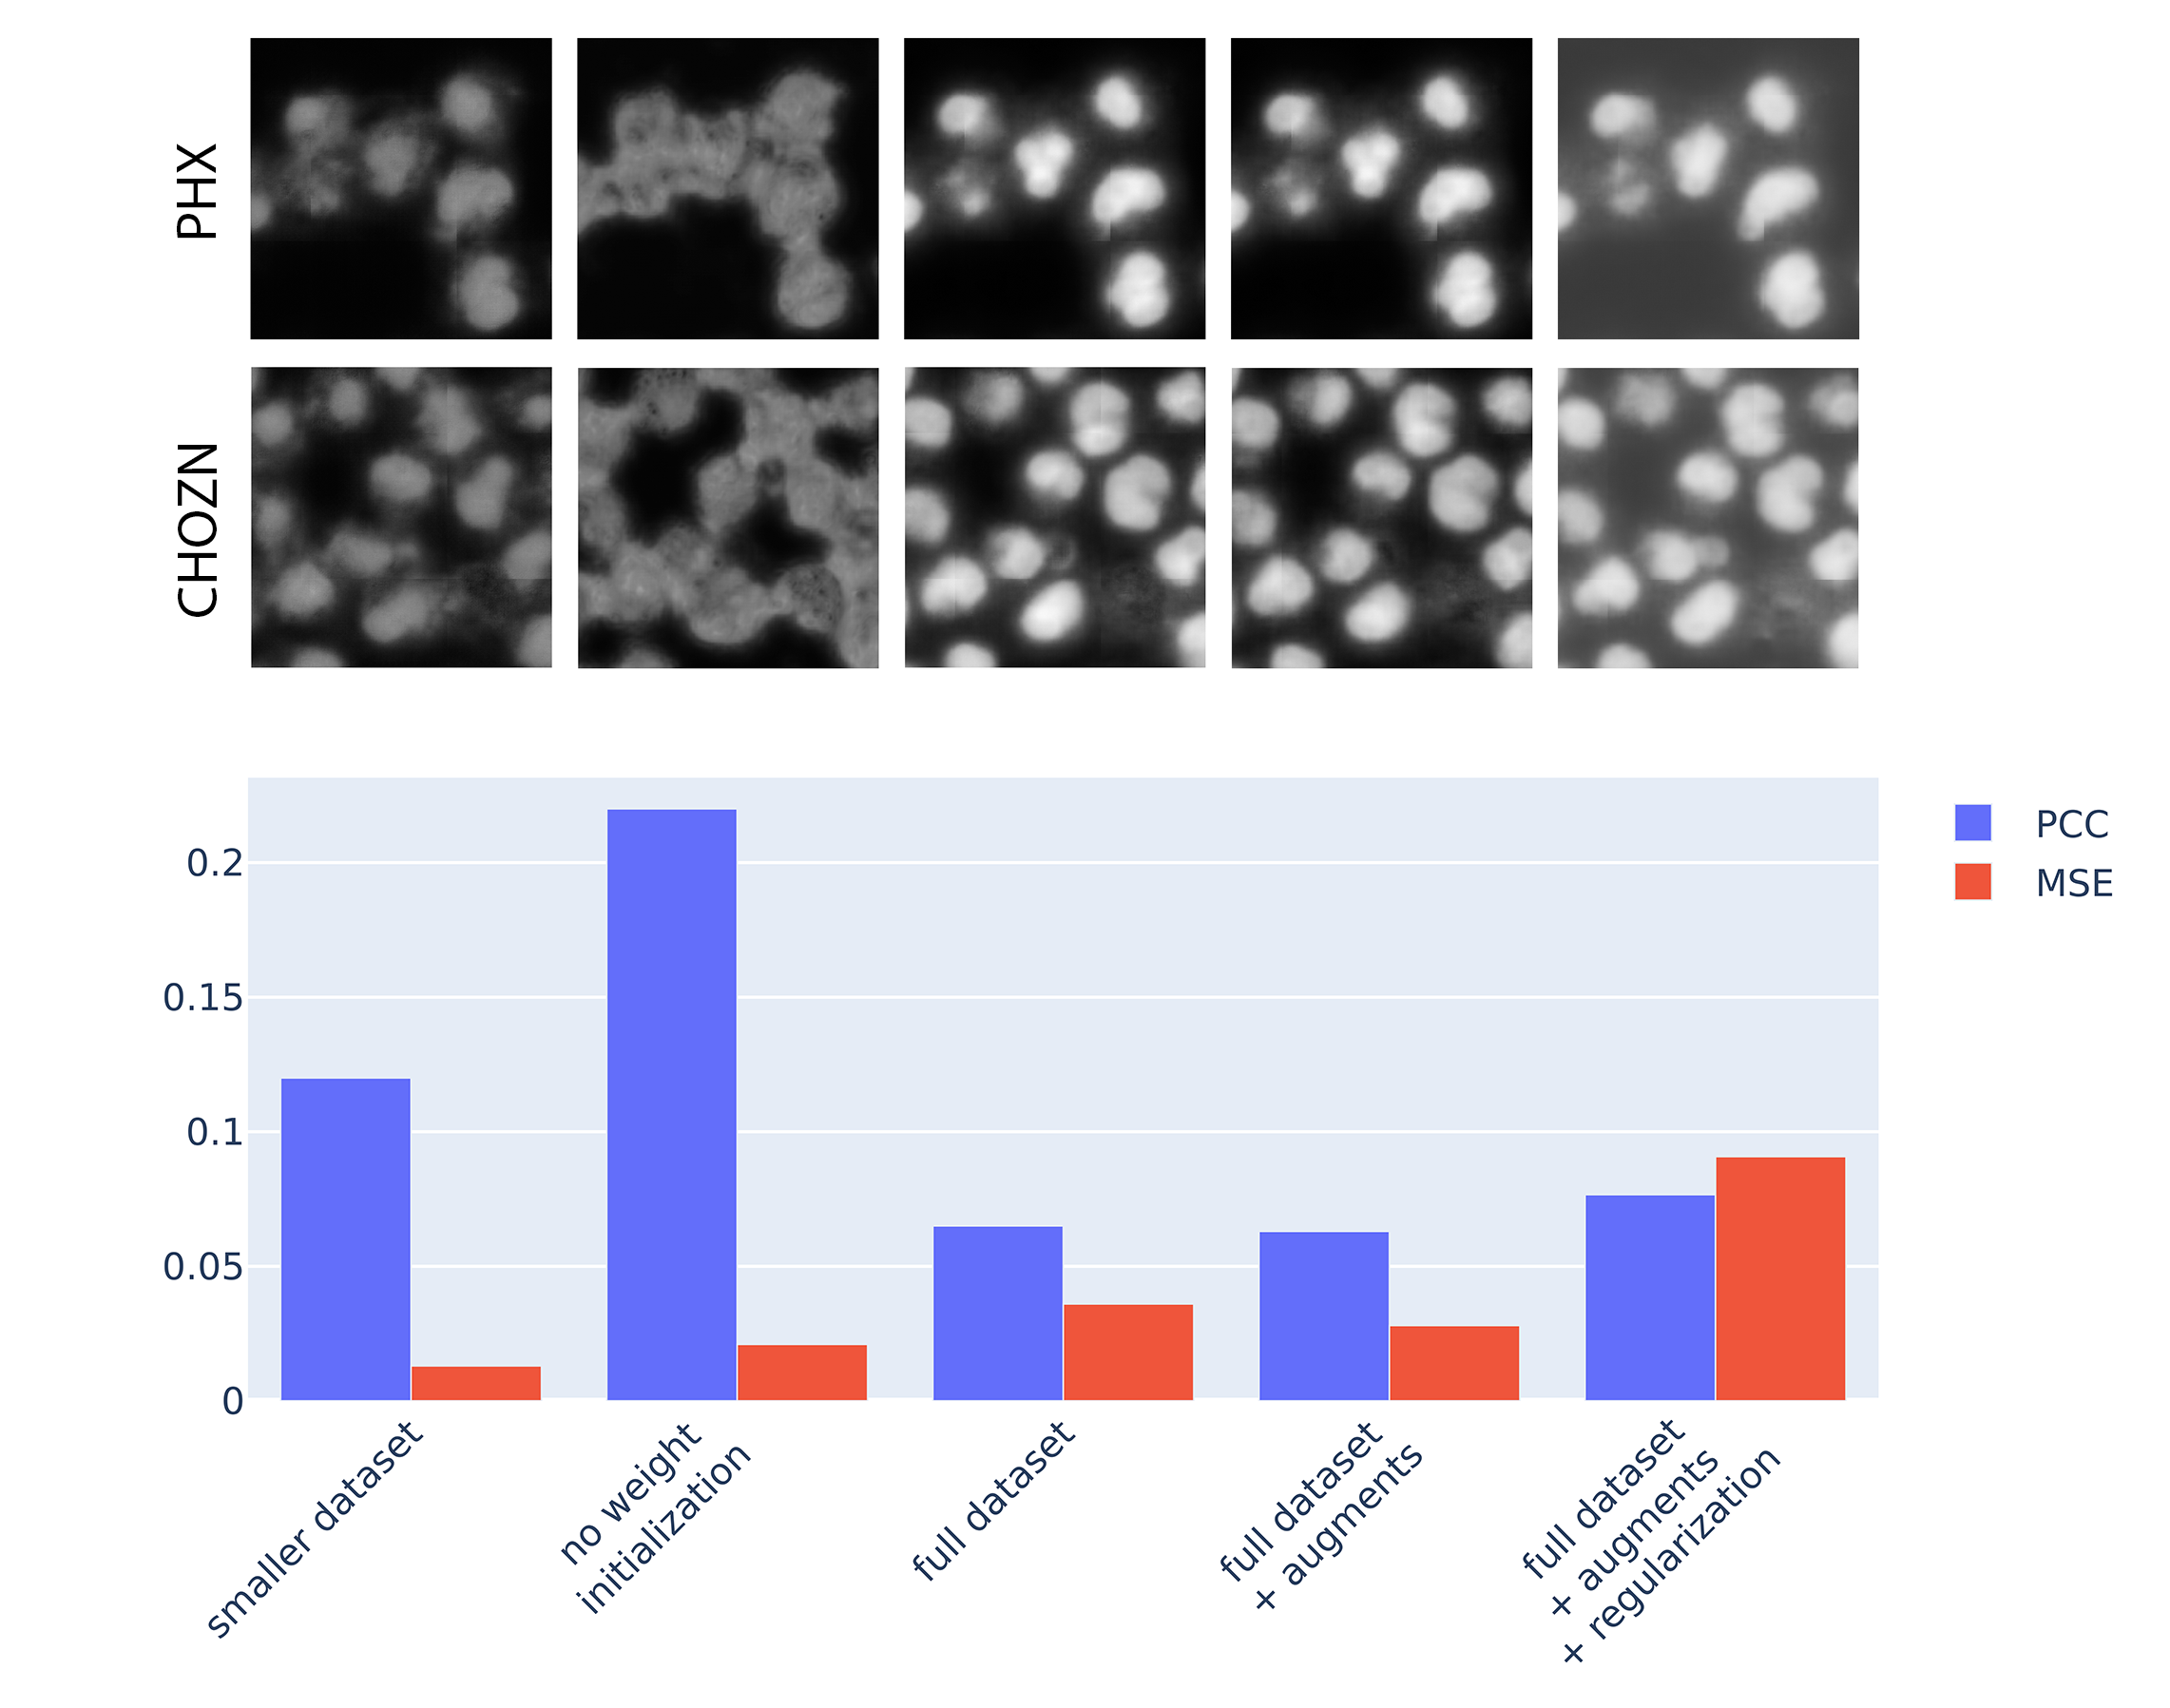 PHX
CHOZN
PCC
MSE
0.2
0.15
0.1
0.05
0
smaller dataset
no weight
initialization
full dataset
full dataset
+ augments
full dataset
+ augments
+ regularization